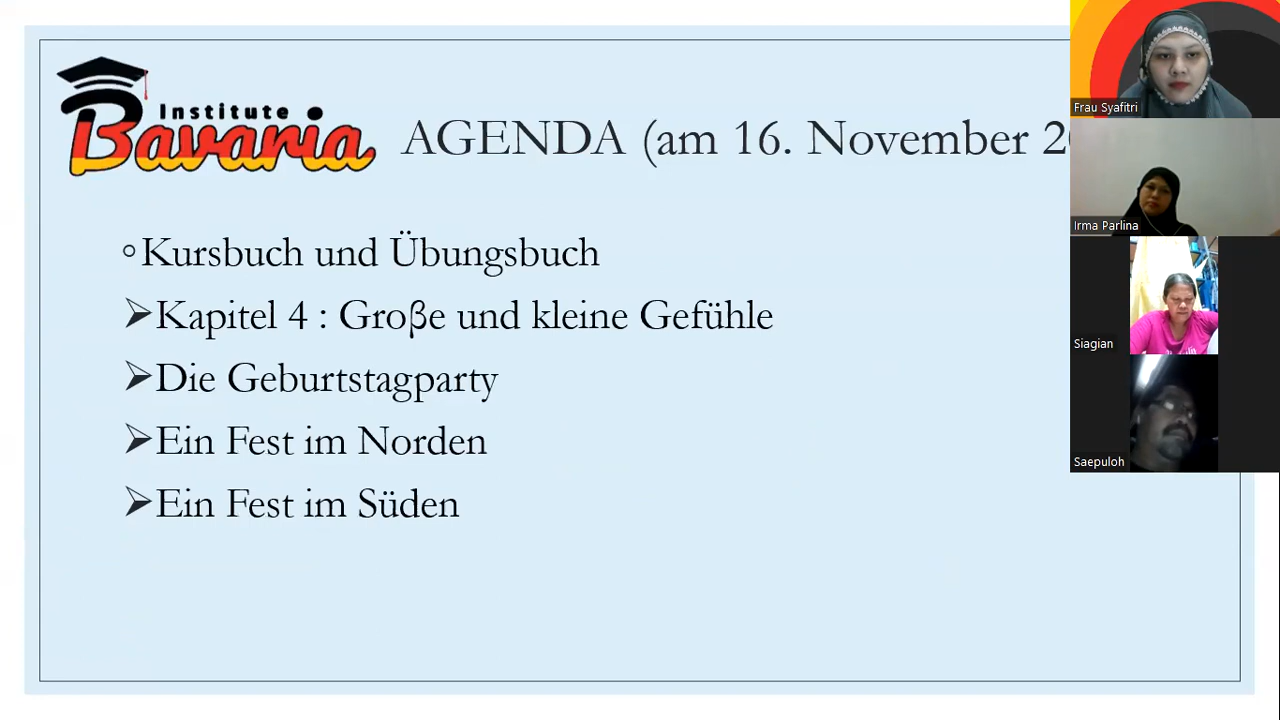 Institute
Bavaria
AGENDA (am 16. November 20
Kursbuch und Übungsbuch
Kapitel 4 : Groβe und kleine Gefühle
Die Geburtstagparty
Ein Fest im Norden
Ein Fest im Süden
Frau Syafitri
Irma Parlina
Siagian
Saepuloh